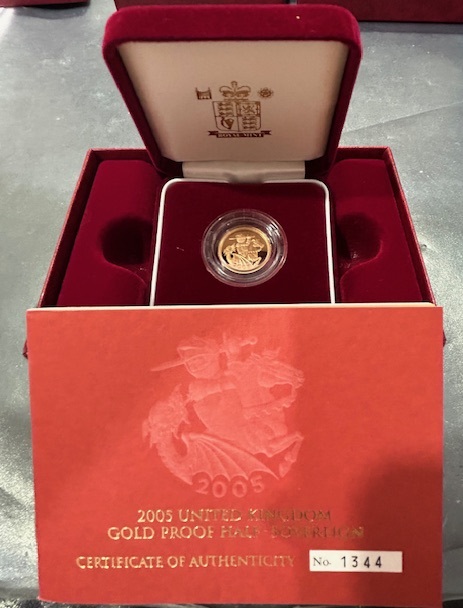 ROYAL MINT
2005
2005 UNITED KINGDOM
GOLD PROOF HALF-SOVEREIGN
CERTIFICATE OF AUTHENTICITY No. 1344